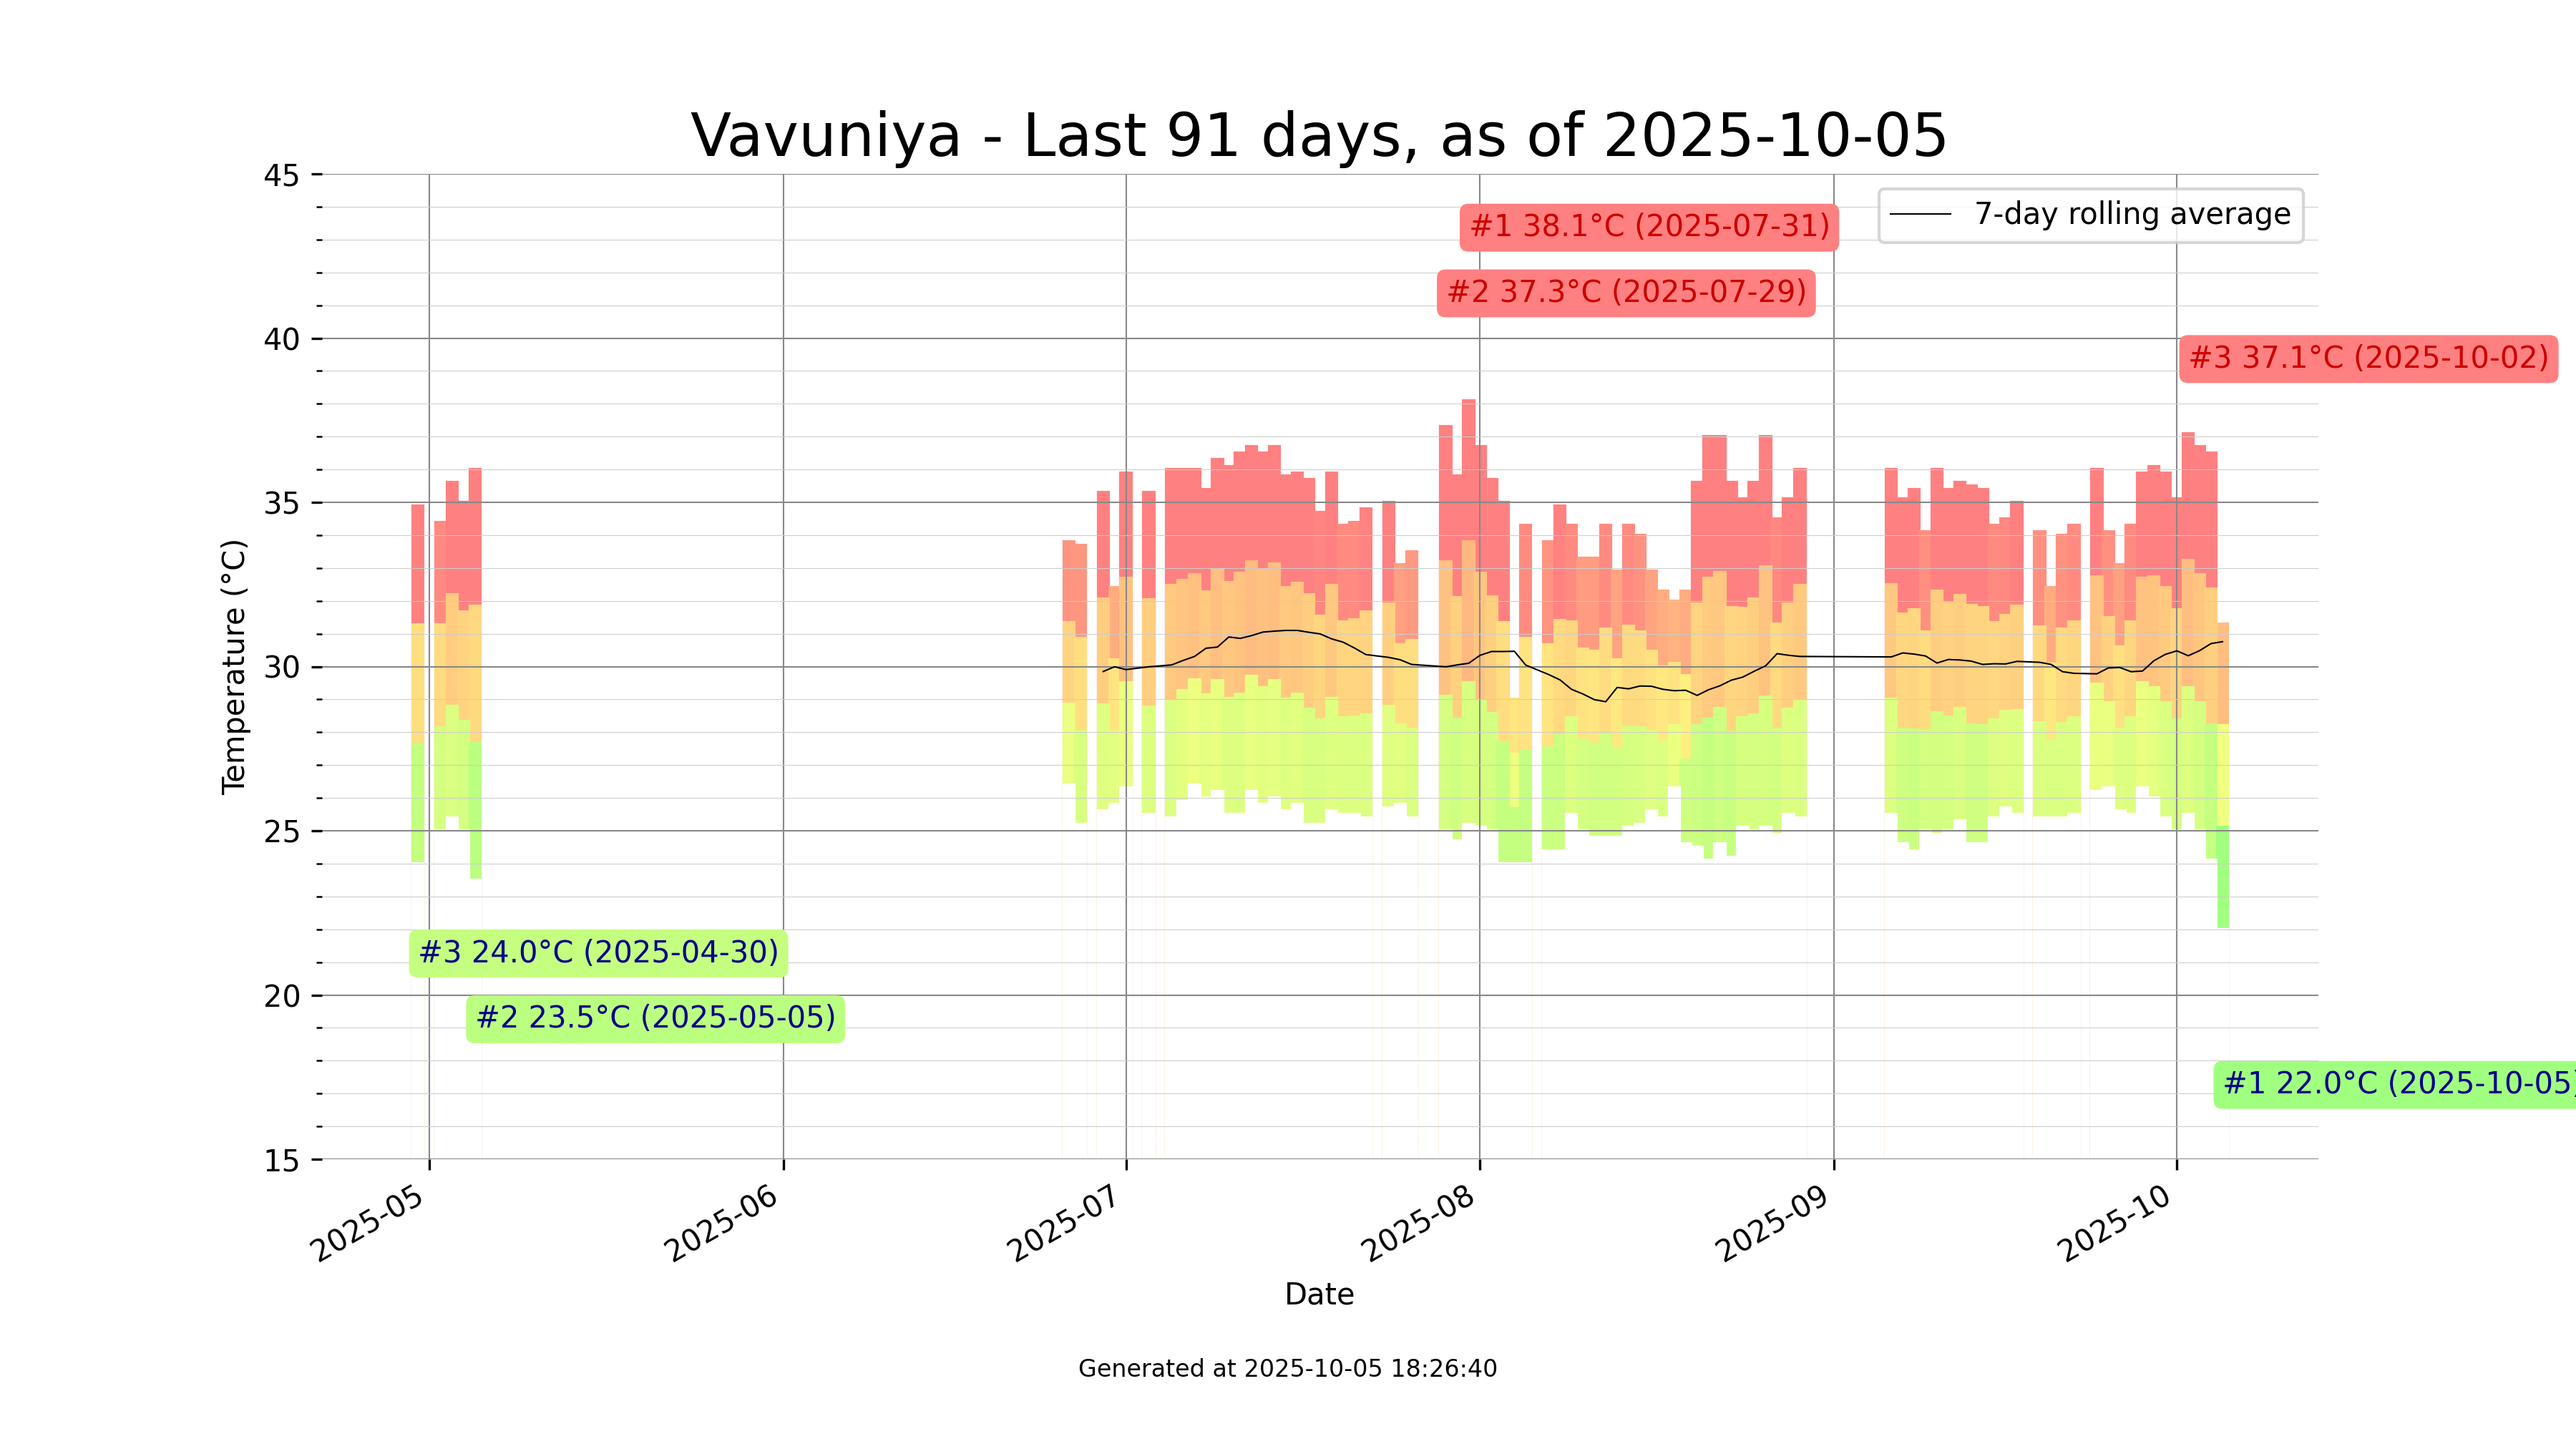 Vavuniya - Last 91 days, as of 2025-10-05
7-day rolling average
#1 38.1°C (2025-07-31)
#2 37.3°C (2025-07-29)
#3 37.1°C (2025-10-02)
#3 24.0°C (2025-04-30)
#2 23.5°C (2025-05-05)
#1 22.0°C (2025-10-05)
Temperature (°C)
45
40
35
30
25
20
15
2025-05
2025-06
2025-07
2025-08
2025-09
2025-10
Date
Generated at 2025-10-05 18:26:40